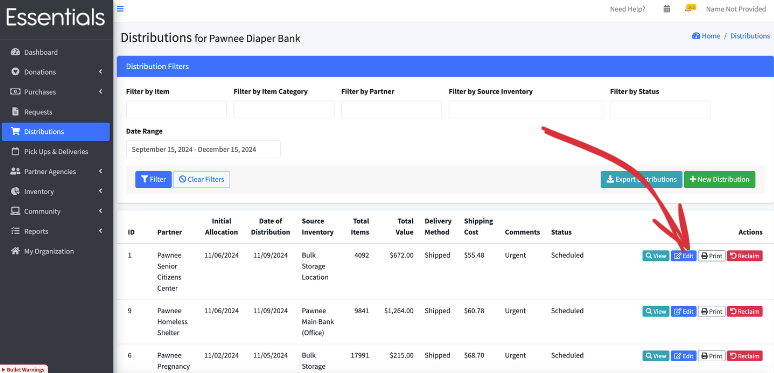 Essentials
Need Help?
Name Not Provided
Distributions for Pawnee Diaper Bank
Home / Distributions
Dashboard
Donations
Purchases
Requests
Distributions
Pick Ups & Deliveries
Partner Agencies
Inventory
Community
Reports
My Organization
Distribution Filters
Filter by Item
Filter by Item Category
Filter by Partner
Filter by Source Inventory
Filter by Status
Date Range
September 15, 2024 - December 15, 2024
Filter
Clear Filters
Export Distributions
New Distribution
ID
Partner
Initial
Allocation
Date of
Distribution
Source
Inventory
Total
Items
Total
Value
Delivery
Method
Shipping
Cost
Comments
Status
Actions
1
Pawnee
Senior
Citizens
Center
11/06/2024
11/09/2024
Bulk
Storage
Location
4092
$672.00
Shipped
$55.48
Urgent
Scheduled
View
Edit
Print
Reclaim
9
Pawnee
Homeless
Shelter
11/06/2024
11/09/2024
Pawnee
Main Bank
(Office)
9841
$1,264.00
Shipped
$60.78
Urgent
Scheduled
View
Edit
Print
Reclaim
6
Pawnee
Pregnancy
11/02/2024
11/05/2024
Bulk
Storage
17991
$215.00
Shipped
$68.70
Urgent
Scheduled
View
Edit
Print
Reclaim
Bullet Warnings